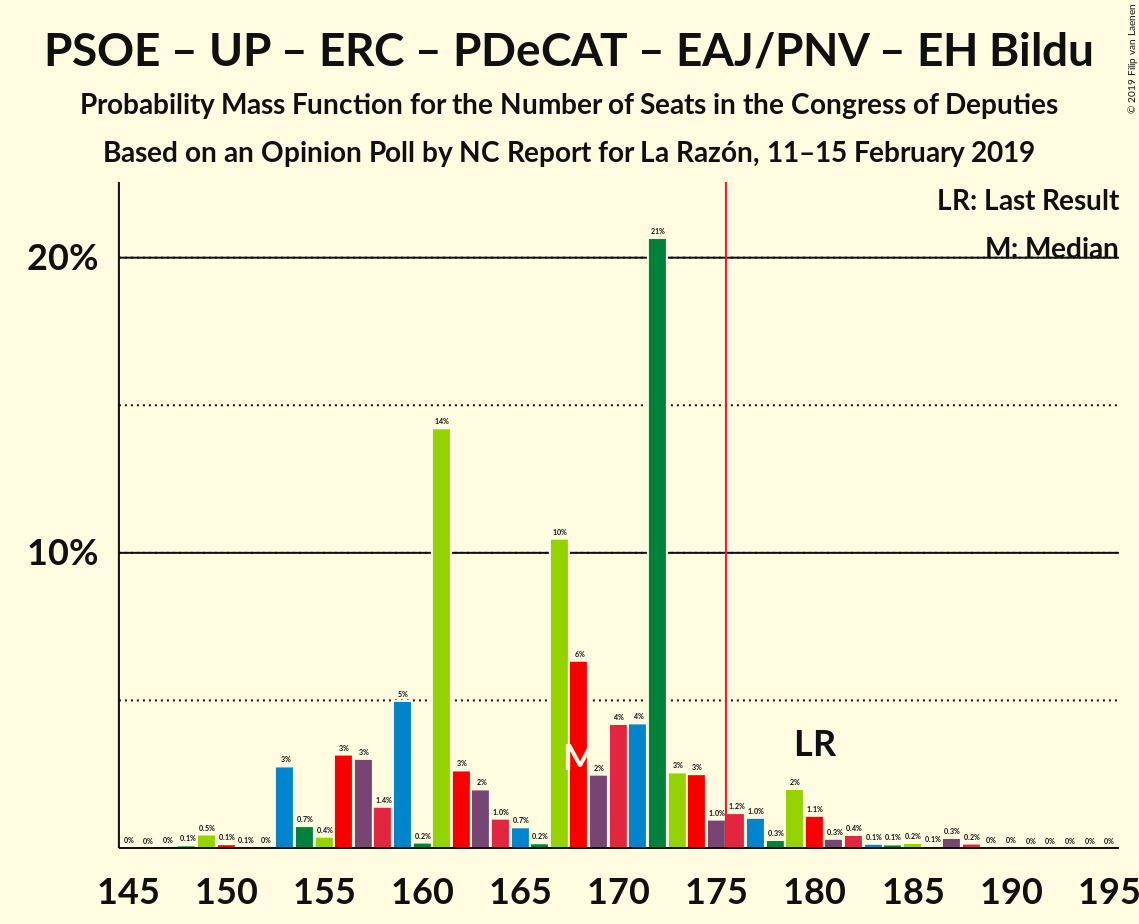 PSOE – UP – ERC – PDeCAT – EAJ/PNV – EH Bildu
Probability Mass Function for the Number of Seats in the Congress of Deputies
Based on an Opinion Poll by NC Report for La Razón, 11–15 February 2019
© 2019 Filip van Laenen
LR: Last Result
M: Median
20%
10%
0% 0% 0% 0.1% 0.5% 0.1% 0.1% 0% 3% 0.7% 0.4% 3% 3% 1.4% 5% 0.2% 14% 3% 2% 1.0% 0.7% 0.2% 10% 6% 2% 4% 4% 21% 3% 3% 1.0% 1.2% 1.0% 0.3% 2% 1.1% 0.3% 0.4% 0.1% 0.1% 0.2% 0.1% 0.3% 0.2% 0% 0% 0% 0% 0% 0% 0%
M
LR
145 150 155 160 165 170 175 180 185 190 195